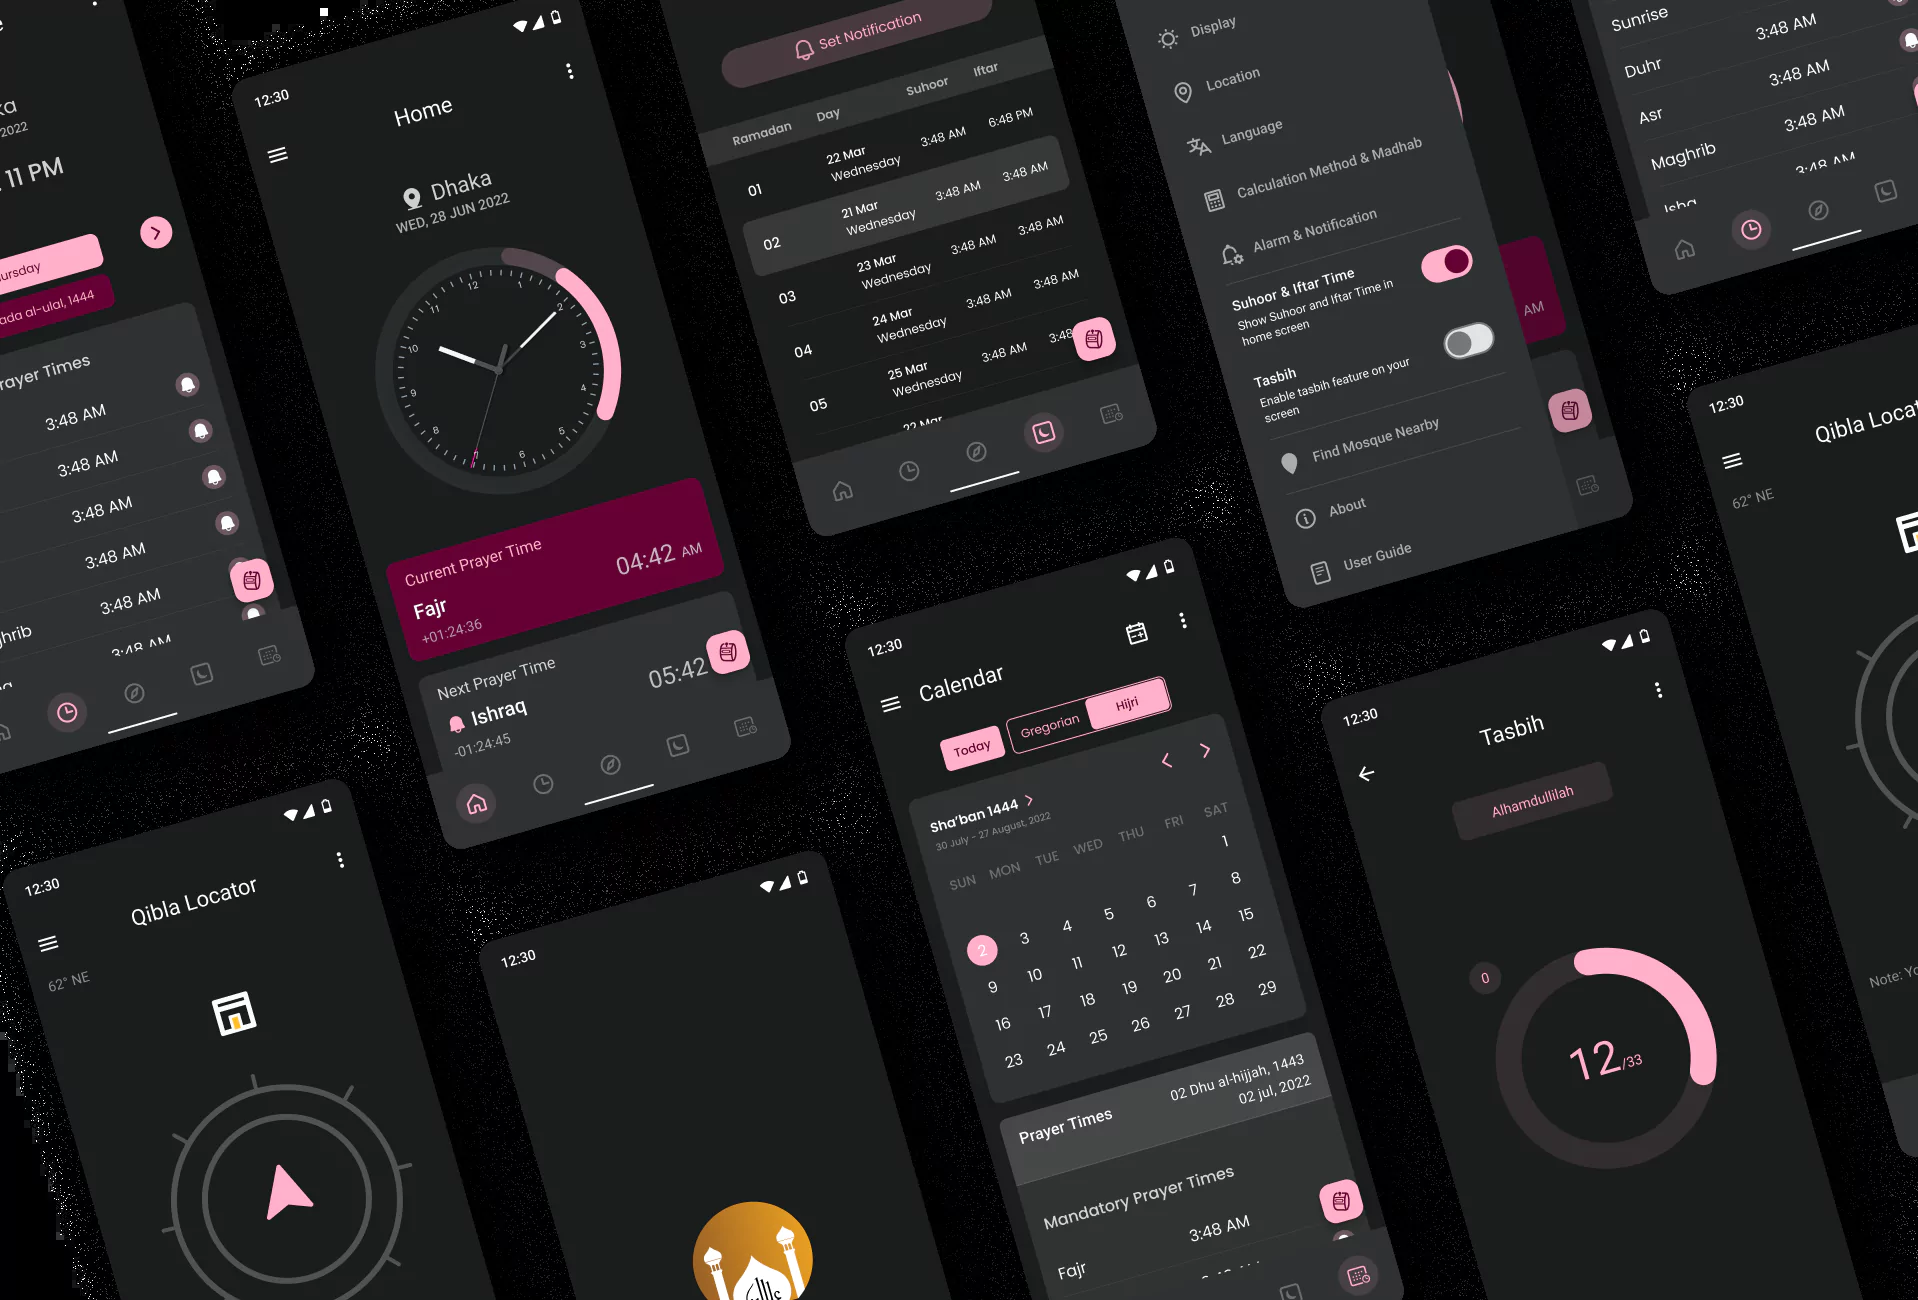 2022
11 PM
ada al-ulal, 1444
rayer Times
3:48 AM
3:48 AM
3:48 AM
3:48 AM
3:48 AM
hrib
12:30
Home
Dhaka
WED, 28 JUN 2022
12
1
2
3
4
5
6
8
9
10
11
Current Prayer Time
04:42 AM
Fajr
+01:24:36
Next Prayer Time
05:42
Ishraq
-01:24:45
Set Notification
Ramadan Day Suhoor Iftar
01 22 Mar Wednesday 3:48 AM 6:48 PM
02 21 Mar Wednesday 3:48 AM 3:48 AM
03 23 Mar Wednesday 3:48 AM 3:48 AM
04 24 Mar Wednesday 3:48 AM 3:48 AM
05 25 Mar Wednesday 3:48 AM 3:48
22 Mar
Display
Location
Language
Calculation Method & Madhab
Alarm & Notification
Suhoor & Iftar Time
Show Suhoor and Iftar Time in
home screen
Tasbih
Enable tasbih feature on your
screen
Find Mosque Nearby
About
User Guide
AM
Sunrise
3:48 AM
Duhr
3:48 AM
Asr
3:48 AM
Maghrib
3:48 AM
12:30
Qibla Locat
62° NE
Note: Yo
12:30
Qibla Locator
62° NE
12:30
12:30
Calendar
Today
Gregorian
Hijri
Sha'ban 1444
30 July - 27 August, 2022
SUN MON TUE WED THU FRI SAT
1
2 3 4 5 6 7 8
9 10 11 12 13 14 15
16 17 18 19 20 21 22
23 24 25 26 27 28 29
Prayer Times
02 Dhu al-hijjah, 1443
02 jul, 2022
Mandatory Prayer Times
3:48 AM
Fajr
12:30
Tasbih
Alhamdullilah
0
12/33